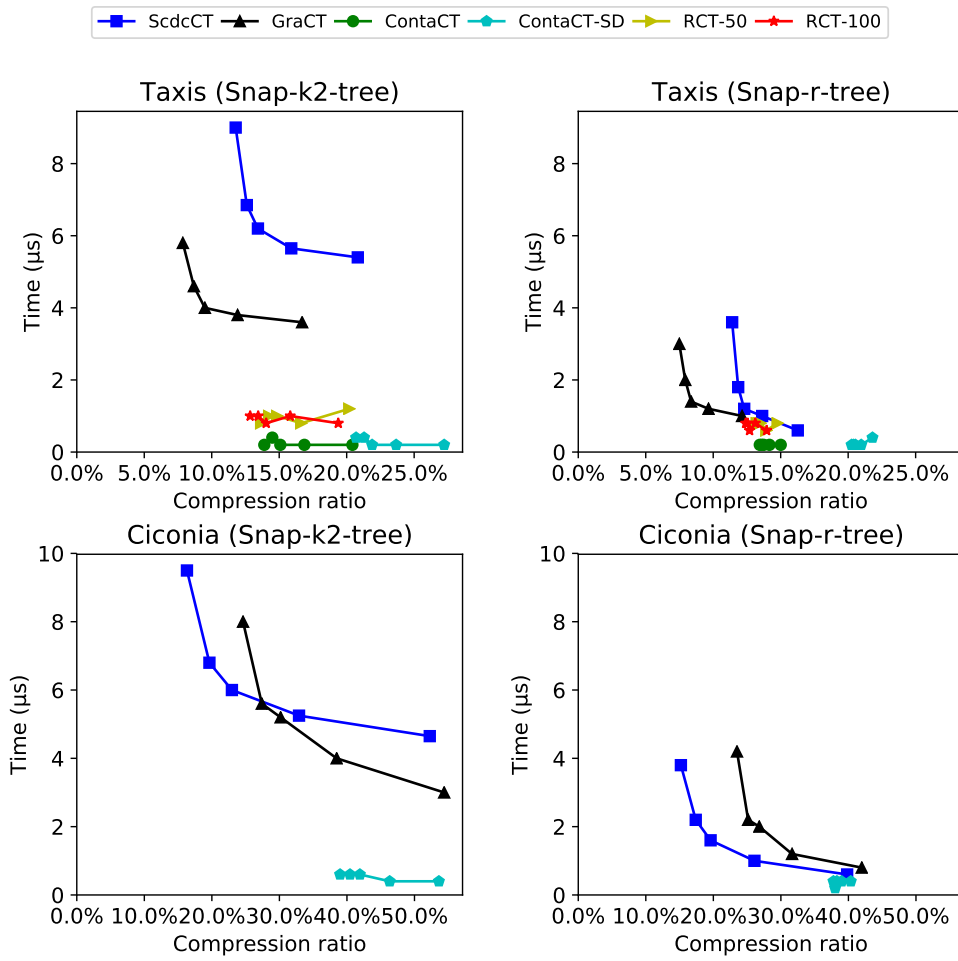 ScdcCT GraCT ContaCT ContaCT-SD RCT-50 RCT-100
Taxis (Snap-k2-tree)
Time (μs)
8
6
4
2
0
0.0% 5.0% 10.0% 15.0% 20.0% 25.0%
Compression ratio
Taxis (Snap-r-tree)
Time (μs)
8
6
4
2
0
0.0% 5.0% 10.0% 15.0% 20.0% 25.0%
Compression ratio
Ciconia (Snap-k2-tree)
Time (μs)
10
8
6
4
2
0
0.0% 10.0% 20.0% 30.0% 40.0% 50.0%
Compression ratio
Ciconia (Snap-r-tree)
Time (μs)
10
8
6
4
2
0
0.0% 10.0% 20.0% 30.0% 40.0% 50.0%
Compression ratio